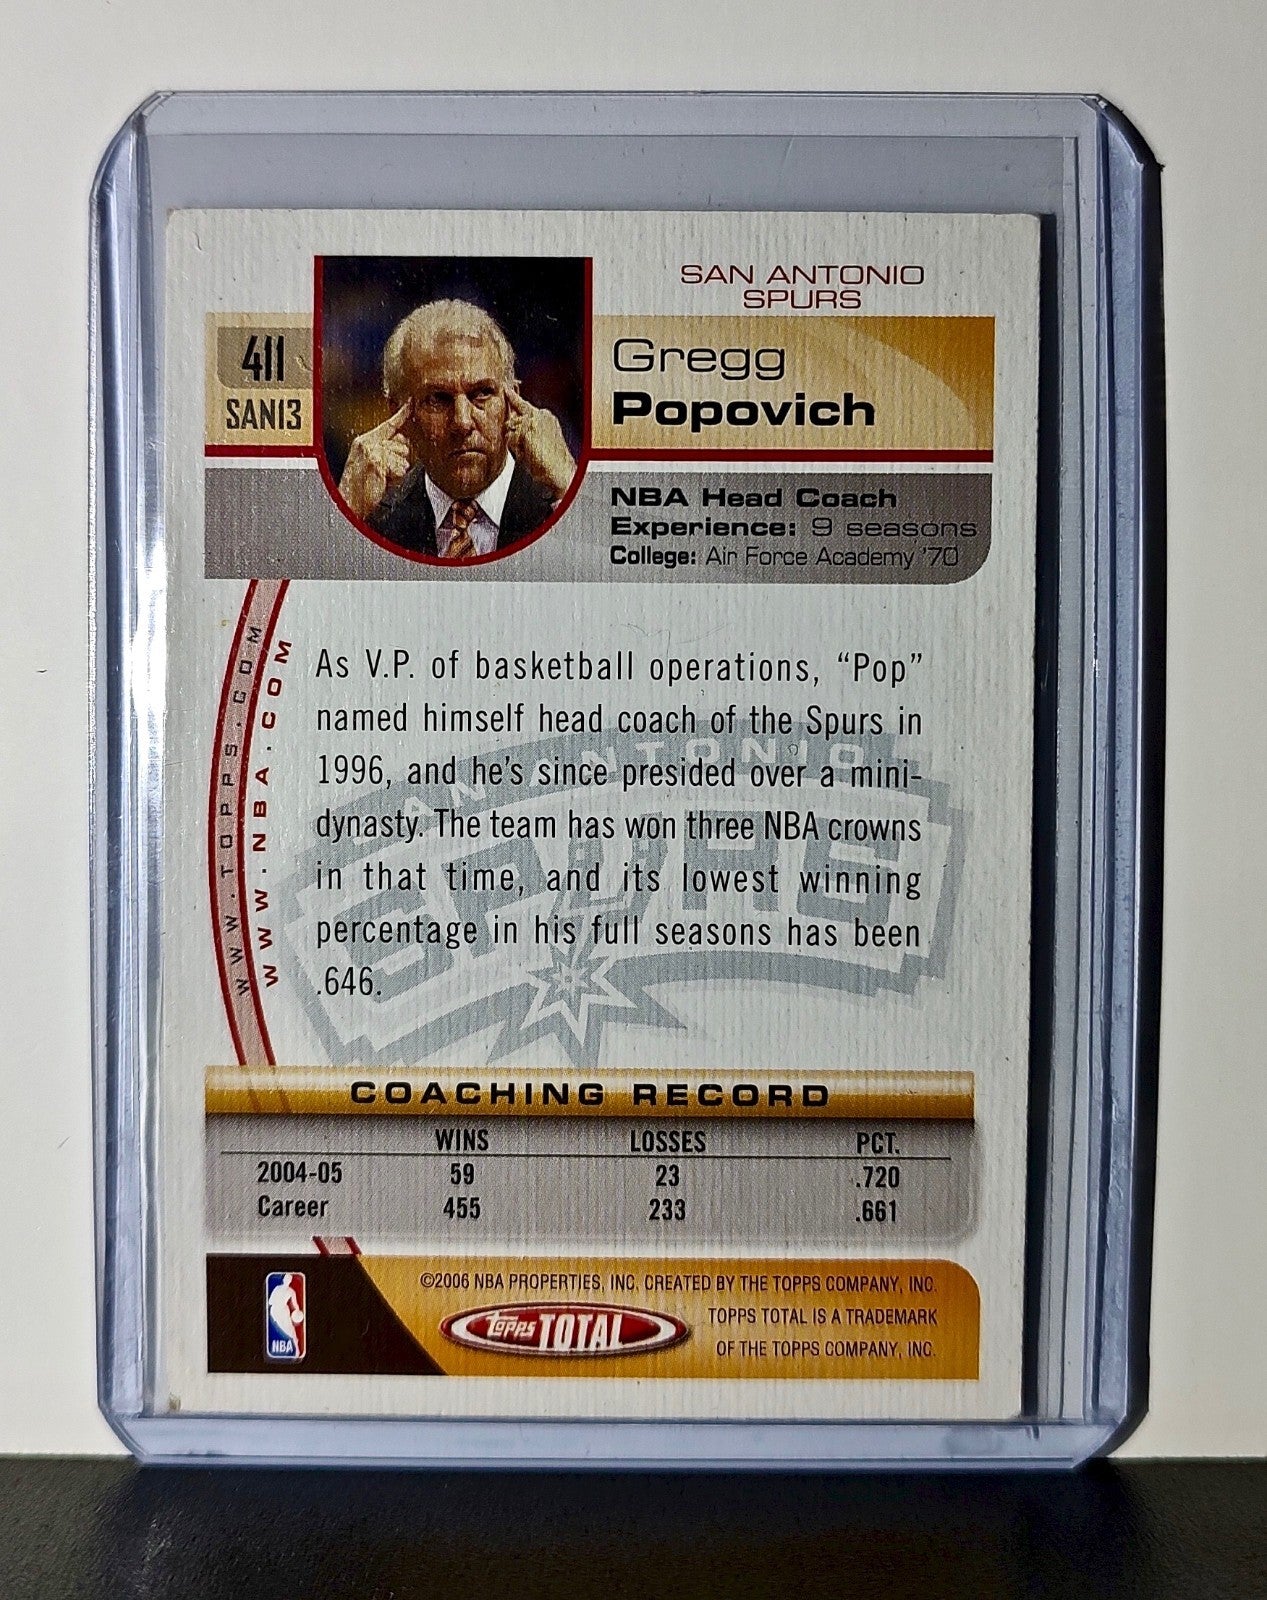 SAN ANTONIO
SPURS
411
SAN13
Gregg
Popovich
NBA Head Coach
Experience: 9 seasons
College: Air Force Academy '70
WWW.TOPPS.COM
WWW.NBA.COM
As V.P. of basketball operations, “Pop”
named himself head coach of the Spurs in
1996, and he's since presided over a mini-
dynasty. The team has won three NBA crowns
in that time, and its lowest winning
percentage in his full seasons has been
.646.
SAN ANTONIO
SPURS
COACHING RECORD
WINS LOSSES PCT.
2004-05 59 23 .720
Career 455 233 .661
©2006 NBA PROPERTIES, INC. CREATED BY THE TOPPS COMPANY, INC.
TOPPS TOTAL IS A TRADEMARK
OF THE TOPPS COMPANY, INC.
Topps TOTAL
NBA